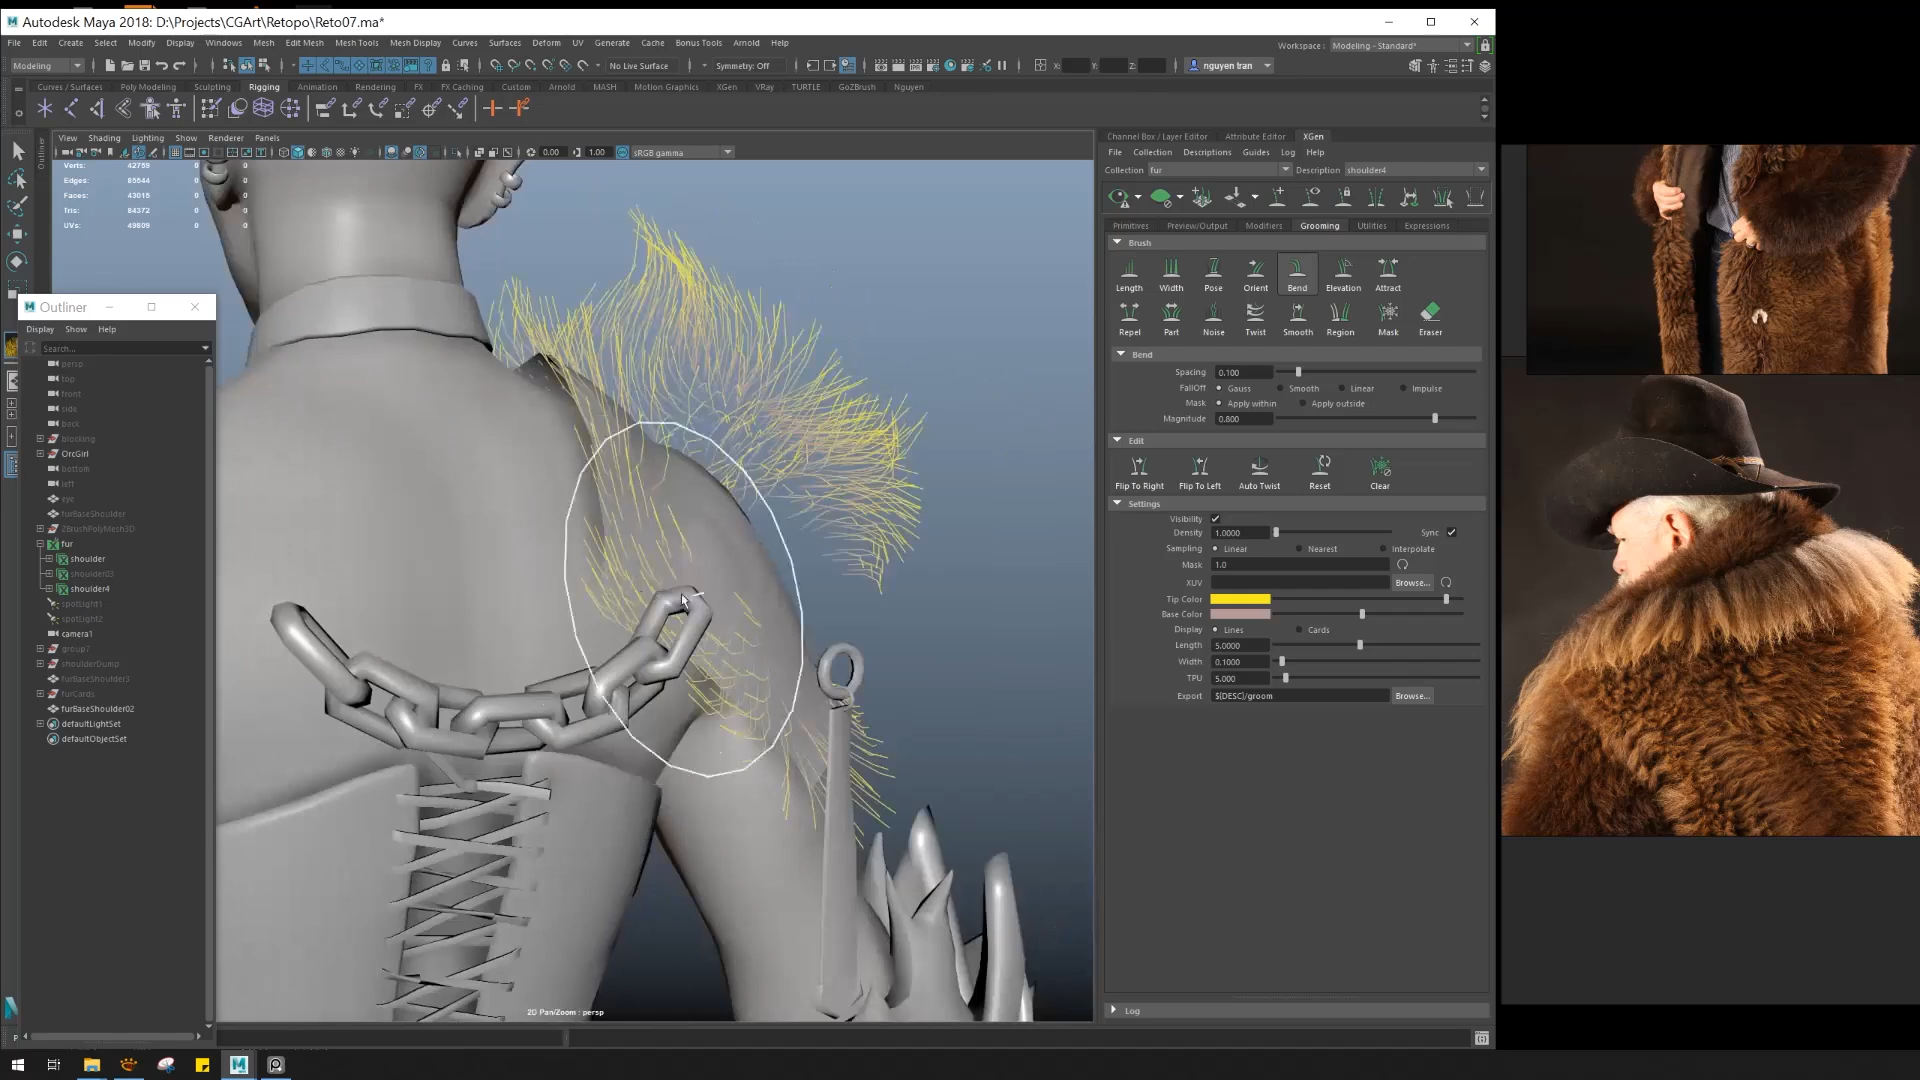 Autodesk Maya 2018: D:\Projects\CGArt\Retopo\Reto07.ma*
File Edit Create Select Modify Display Windows Mesh Edit Mesh Mesh Tools Mesh Display Curves Surfaces Deform UV Generate Cache Bonus Tools Arnold Help
Workspace : Modeling - Standard*
Modeling No Live Surface Symmetry: Off X: Y: Z: nguyen tran
Curves / Surfaces Poly Modeling Sculpting Rigging Animation Rendering FX FX Caching Custom Arnold MASH Motion Graphics XGen VRay TURTLE GoZBrush Nguyen
View Shading Lighting Show Renderer Panels
0.00 1.00 sRGB gamma
Verts: 42759 0 0
Edges: 85544 0 0
Faces: 43015 0 0
Tris: 84372 0 0
UVs: 49809 0 0
Outliner
Outliner
Display Show Help
Search...
persp
top
front
side
back
blocking
OrcGirl
bottom
left
eye
furBaseShoulder
ZBrushPolyMesh3D
fur
shoulder
shoulder03
shoulder4
spotLight1
spotLight2
camera1
group7
shoulderDump
furBaseShoulder3
furCards
furBaseShoulder02
defaultLightSet
defaultObjectSet
2D Pan/Zoom : persp
Channel Box / Layer Editor Attribute Editor XGen
File Collection Descriptions Guides Log Help
Collection fur Description shoulder4
Primitives Preview/Output Modifiers Grooming Utilities Expressions
Brush
Length Width Pose Orient Bend Elevation Attract
Repel Part Noise Twist Smooth Region Mask Eraser
Bend
Spacing 0.100
FallOff Gauss Smooth Linear Impulse
Mask Apply within Apply outside
Magnitude 0.800
Edit
Flip To Right Flip To Left Auto Twist Reset Clear
Settings
Visibility
Density 1.0000 Sync
Sampling Linear Nearest Interpolate
Mask 1.0
XUV Browse...
Tip Color
Base Color
Display Lines Cards
Length 5.0000
Width 0.1000
TPU 5.000
Export ${DESC}/groom Browse...
Log